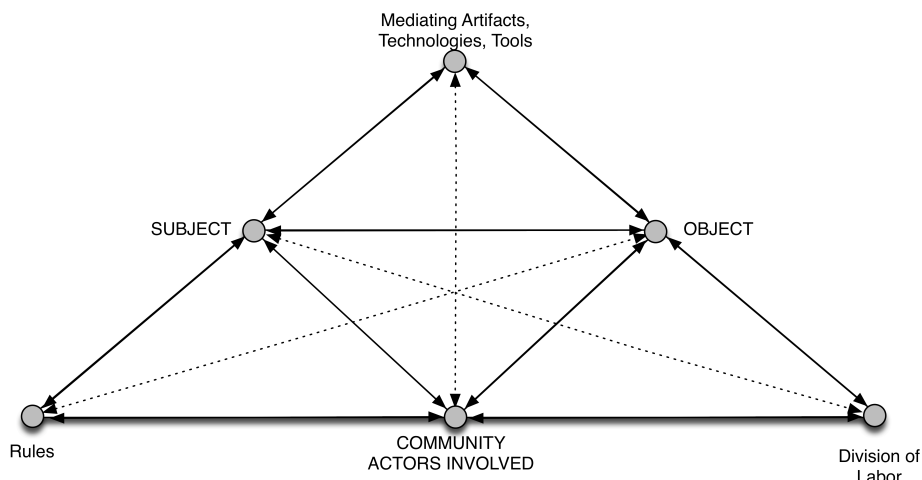 Mediating Artifacts,
Technologies, Tools
SUBJECT
OBJECT
Rules
COMMUNITY
ACTORS INVOLVED
Division of
Labor